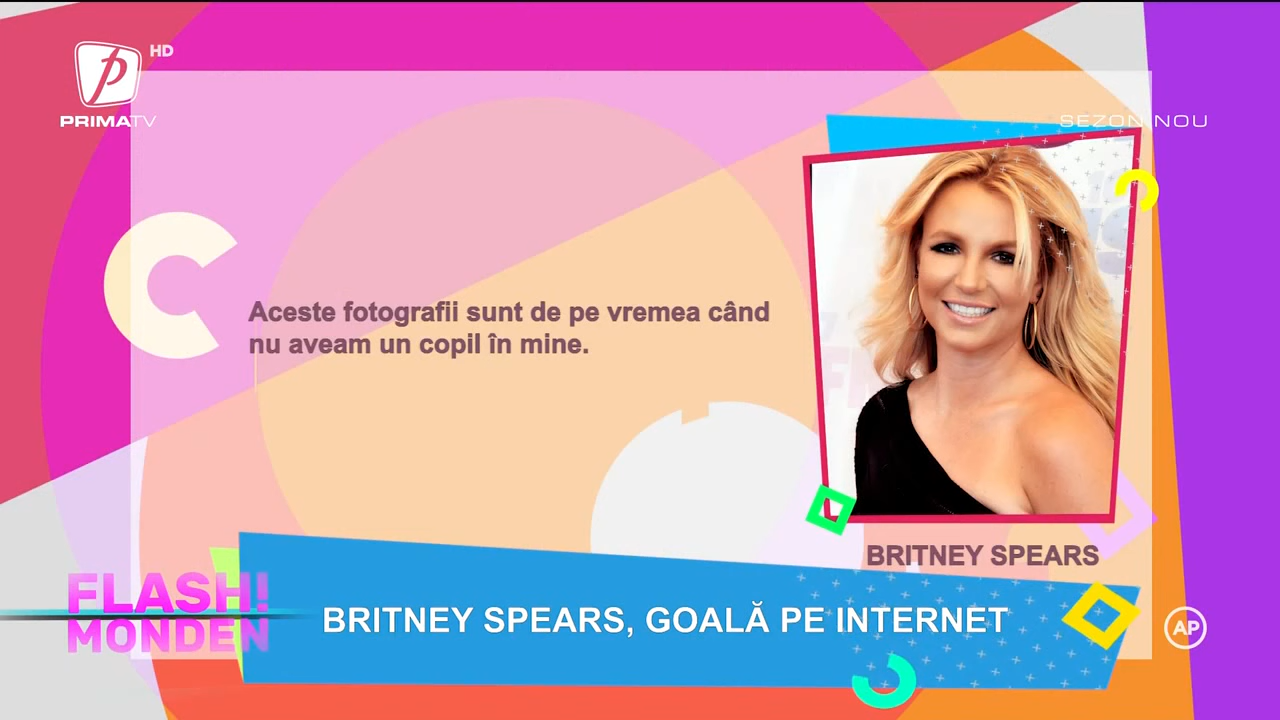 HD
PRIMATV
SEZON NOU
Aceste fotografii sunt de pe vremea când
nu aveam un copil în mine.
BRITNEY SPEARS
FLASH!
MONDEN
BRITNEY SPEARS, GOALĂ PE INTERNET
AP